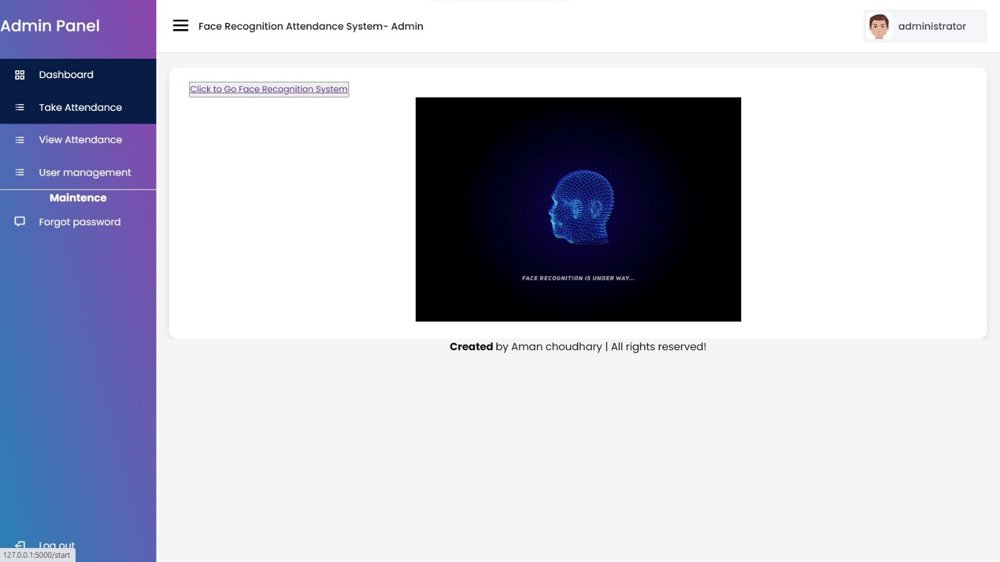 Admin Panel
Face Recognition Attendance System- Admin
administrator
Dashboard
Take Attendance
View Attendance
User management
Maintence
Forgot password
Log out
127.0.0.1:5000/start
Click to Go Face Recognition System
FACE RECOGNITION IS UNDER WAY...
Created by Aman choudhary | All rights reserved!